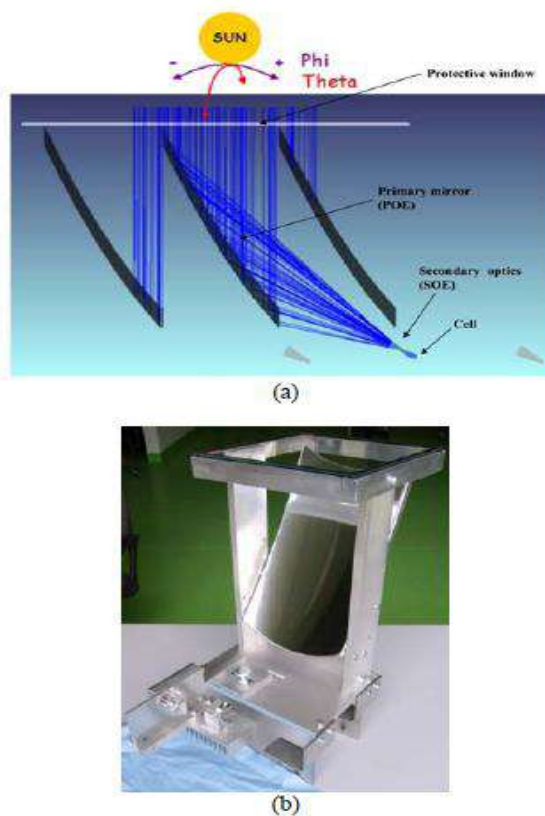 SUN
- +
Phi
Theta
Protective window
Primary mirror
(POE)
Secondary optics
(SOE)
Cell
(a)
(b)